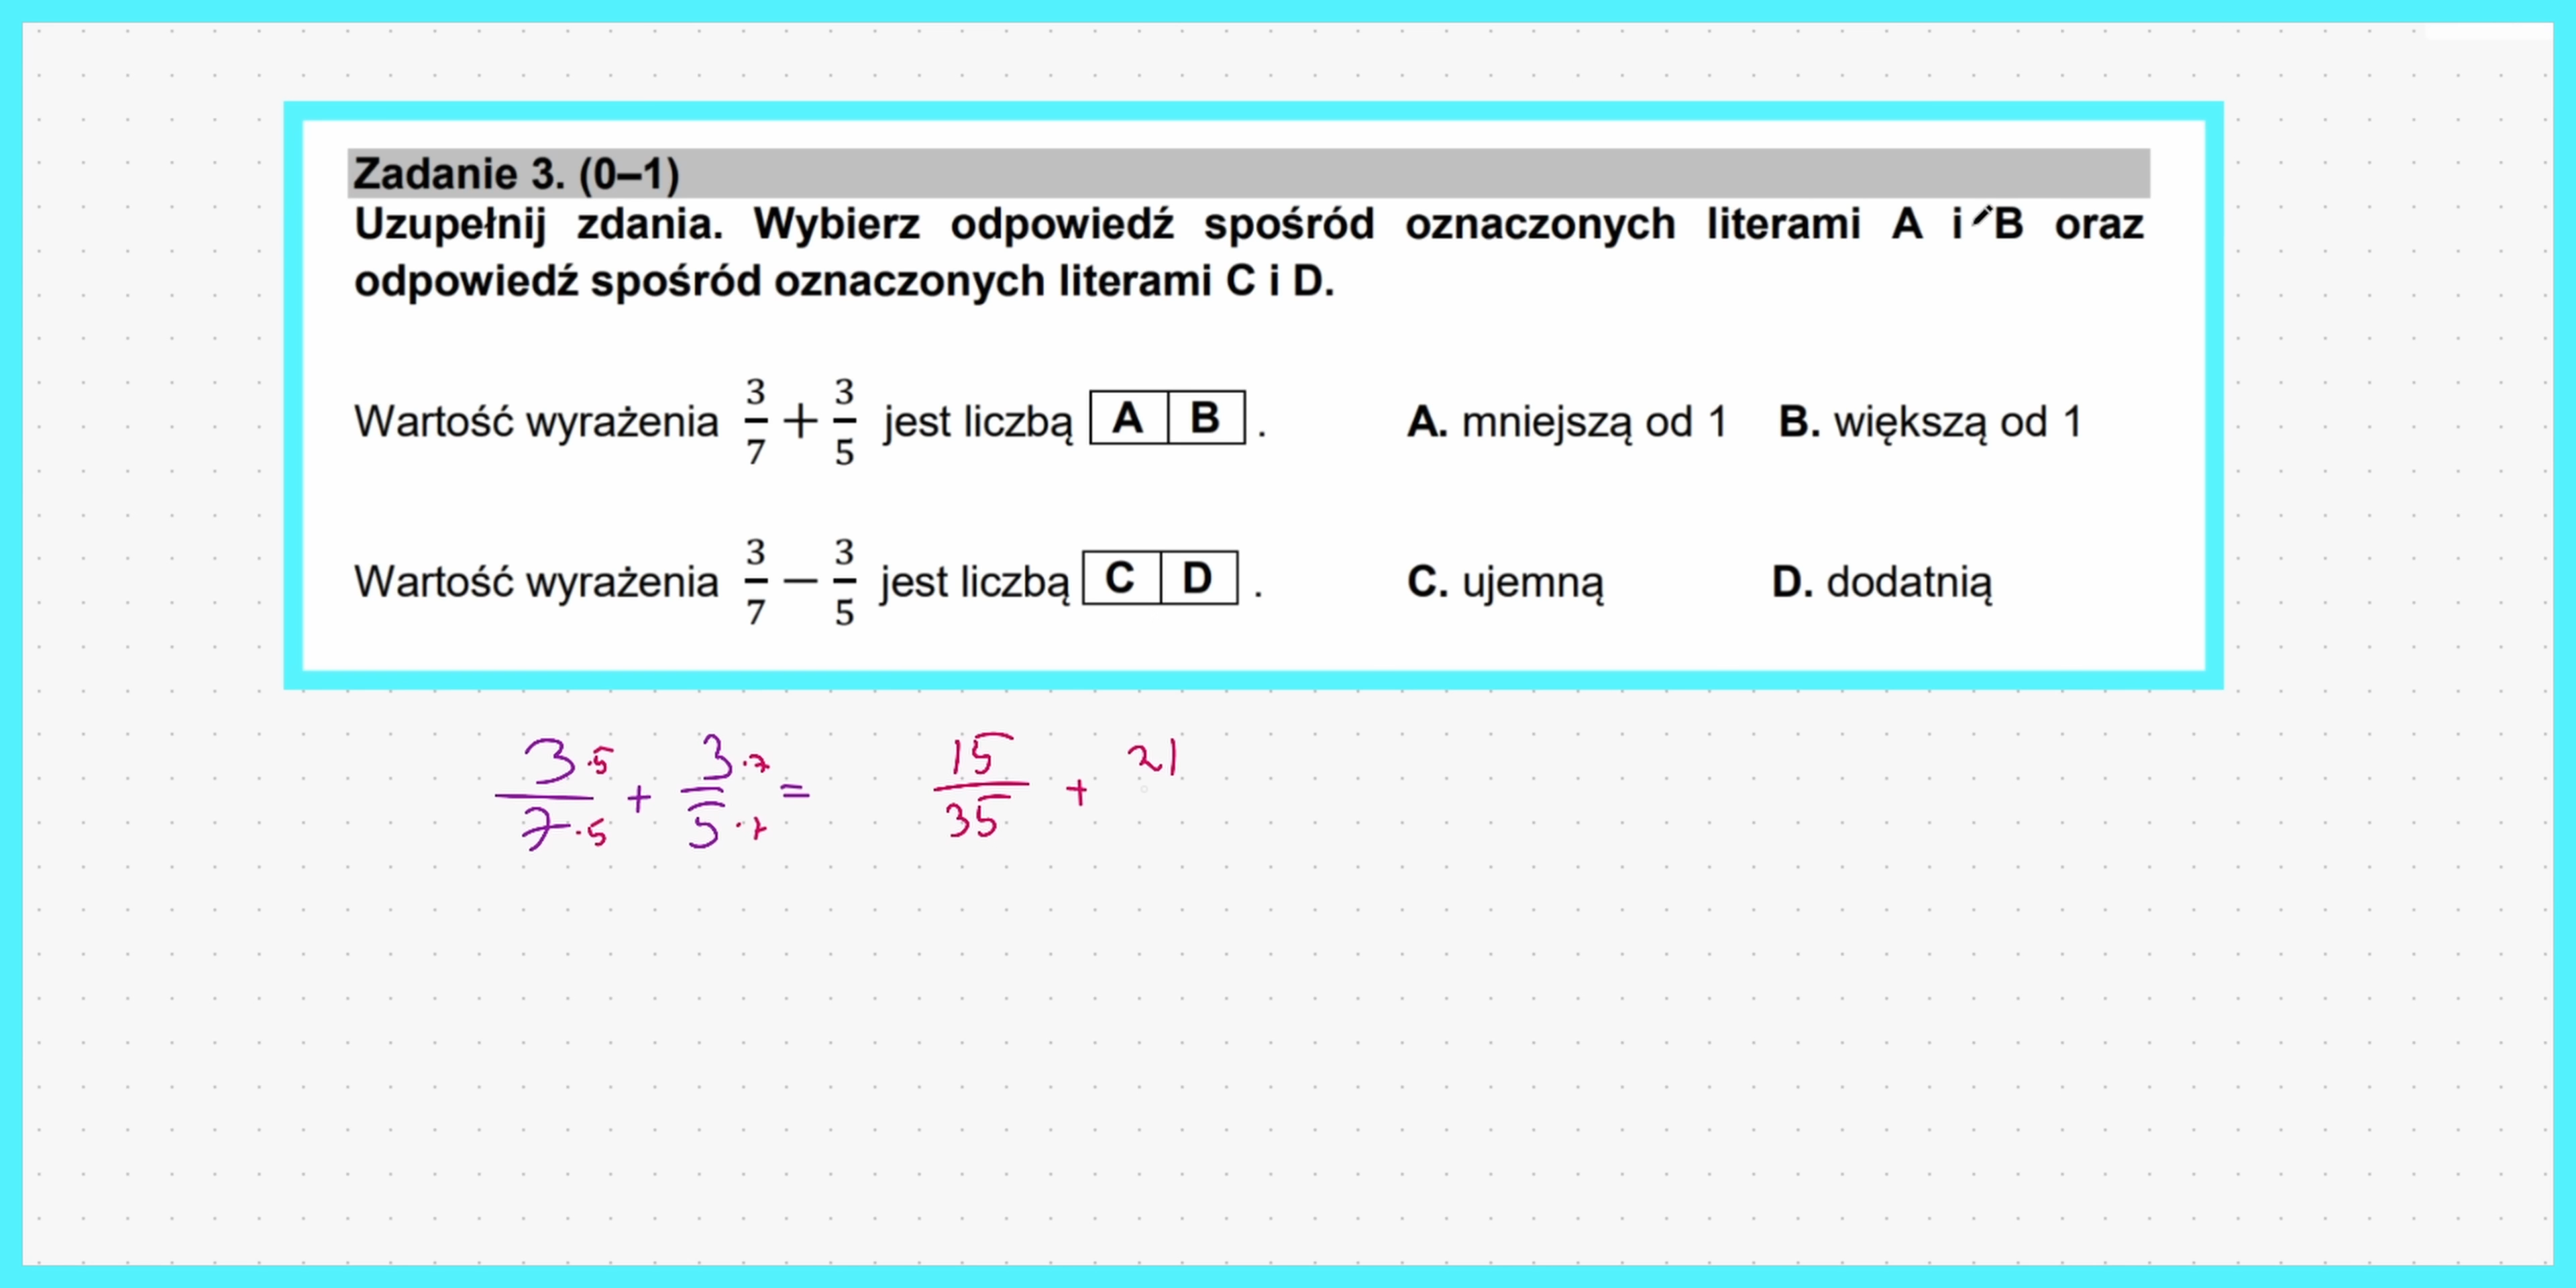 Zadanie 3. (0–1)
Uzupełnij zdania. Wybierz odpowiedź spośród oznaczonych literami A i B oraz
odpowiedź spośród oznaczonych literami C i D.
Wartość wyrażenia 3/7 + 3/5 jest liczbą A B . A. mniejszą od 1 B. większą od 1
Wartość wyrażenia 3/7 − 3/5 jest liczbą C D . C. ujemną D. dodatnią
3·5/7·5 + 3·7/5·7 = 15/35 + 21